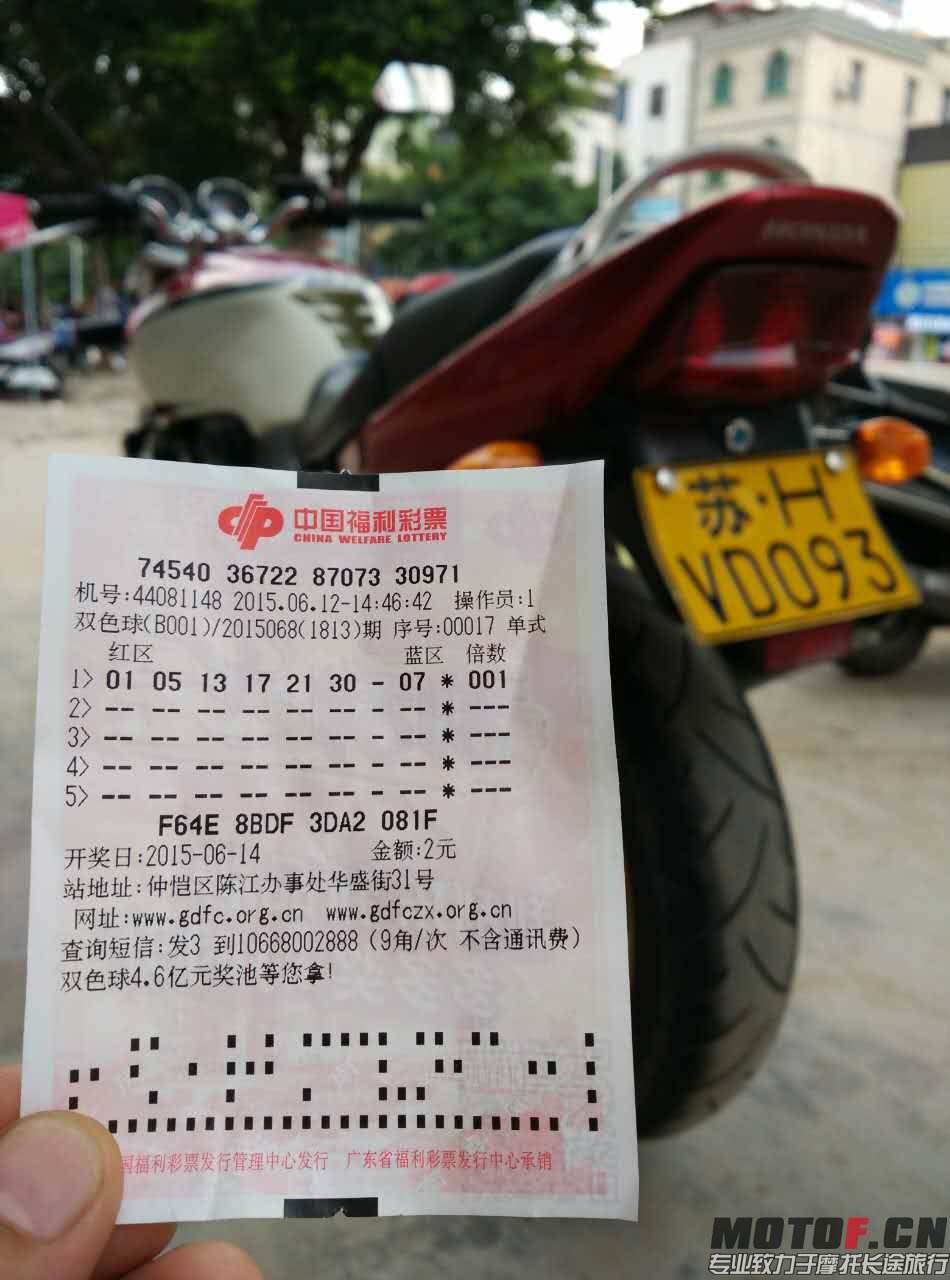 HONDA
苏·H
VD093
中国福利彩票
CHINA WELFARE LOTTERY
74540 36722 87073 30971
机号:44081148 2015.06.12-14:46:42 操作员:1
双色球(B001)/2015068(1813)期 序号:00017 单式
红区 蓝区 倍数
1> 01 05 13 17 21 30 - 07 * 001
2> -- -- -- -- -- -- - -- * ---
3> -- -- -- -- -- -- - -- * ---
4> -- -- -- -- -- -- - -- * ---
5> -- -- -- -- -- -- - -- * ---
F64E 8BDF 3DA2 081F
开奖日:2015-06-14 金额:2元
站地址:仲恺区陈江办事处华盛街31号
网址:www.gdfc.org.cn www.gdfczx.org.cn
查询短信:发3 到10668002888(9角/次 不含通讯费)
双色球4.6亿元奖池等您拿!
国福利彩票发行管理中心发行 广东省福利彩票发行中心承销
MOTOF.CN
专业致力于摩托长途旅行